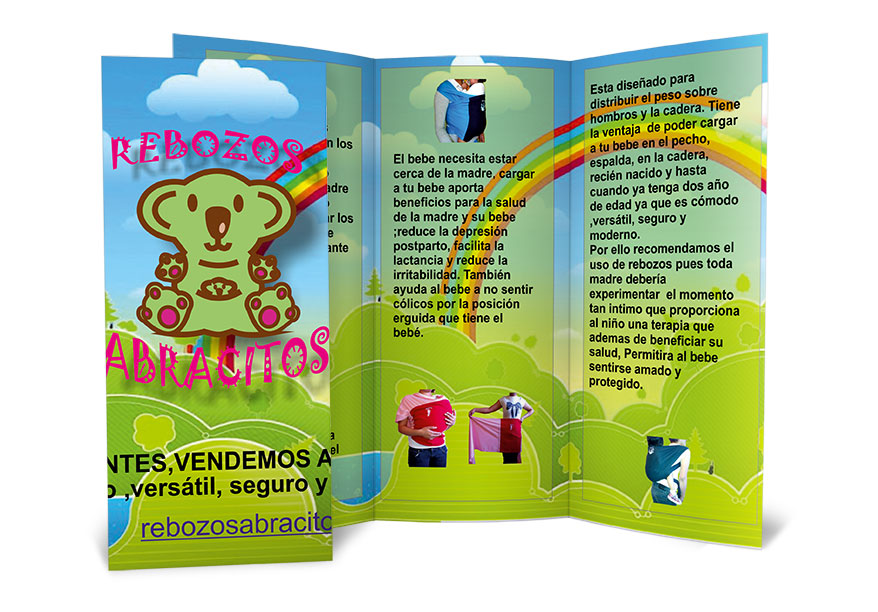 REBOZOS
ABRACITOS
NTES,VENDEMOS A
,versátil, seguro y
rebozosabracito
los
los
El bebe necesita estar
cerca de la madre, cargar
a tu bebe aporta
beneficios para la salud
de la madre y su bebe
;reduce la depresión
postparto, facilita la
lactancia y reduce la
irritabilidad. También
ayuda al bebe a no sentir
cólicos por la posición
erguida que tiene el
bebé.
Esta diseñado para
distribuir el peso sobre
hombros y la cadera. Tiene
la ventaja de poder cargar
a tu bebe en el pecho,
espalda, en la cadera,
recién nacido y hasta
cuando ya tenga dos año
de edad ya que es cómodo
,versátil, seguro y
moderno.
Por ello recomendamos el
uso de rebozos pues toda
madre debería
experimentar el momento
tan íntimo que proporciona
al niño una terapia que
ademas de beneficiar su
salud, Permitira al bebe
sentirse amado y
protegido.